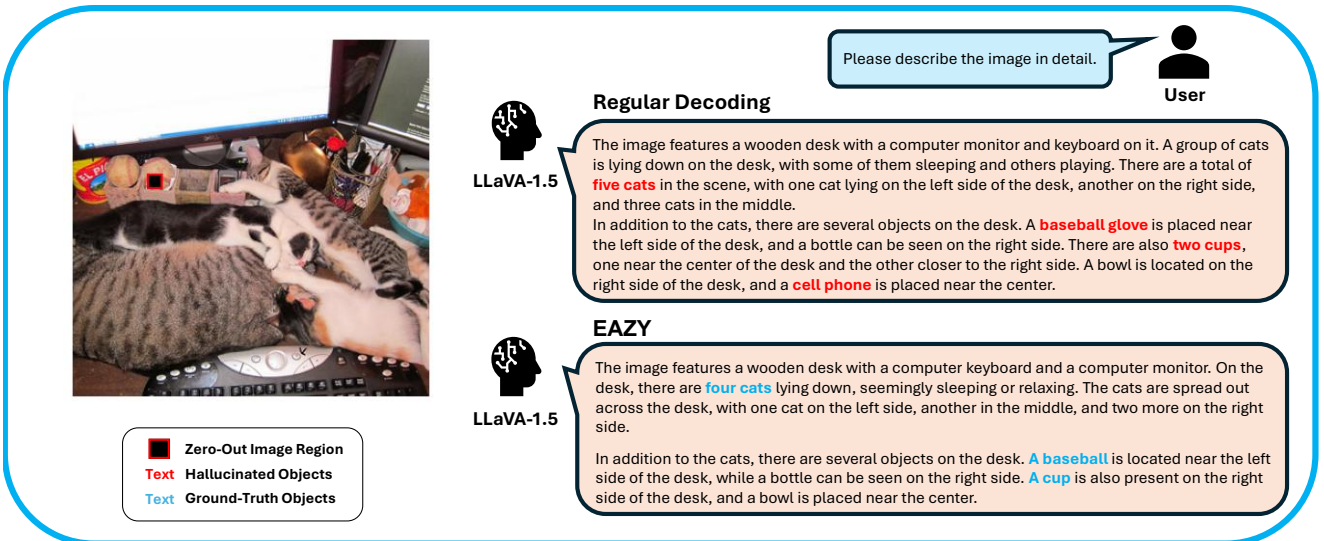 Please describe the image in detail.
User
Regular Decoding
LLaVA-1.5
The image features a wooden desk with a computer monitor and keyboard on it. A group of cats
is lying down on the desk, with some of them sleeping and others playing. There are a total of
five cats in the scene, with one cat lying on the left side of the desk, another on the right side,
and three cats in the middle.
In addition to the cats, there are several objects on the desk. A baseball glove is placed near
the left side of the desk, and a bottle can be seen on the right side. There are also two cups,
one near the center of the desk and the other closer to the right side. A bowl is located on the
right side of the desk, and a cell phone is placed near the center.
EAZY
LLaVA-1.5
The image features a wooden desk with a computer keyboard and a computer monitor. On the
desk, there are four cats lying down, seemingly sleeping or relaxing. The cats are spread out
across the desk, with one cat on the left side, another in the middle, and two more on the right
side.
In addition to the cats, there are several objects on the desk. A baseball is located near the left
side of the desk, while a bottle can be seen on the right side. A cup is also present on the right
side of the desk, and a bowl is placed near the center.
EL PI
Zero-Out Image Region
Text Hallucinated Objects
Text Ground-Truth Objects